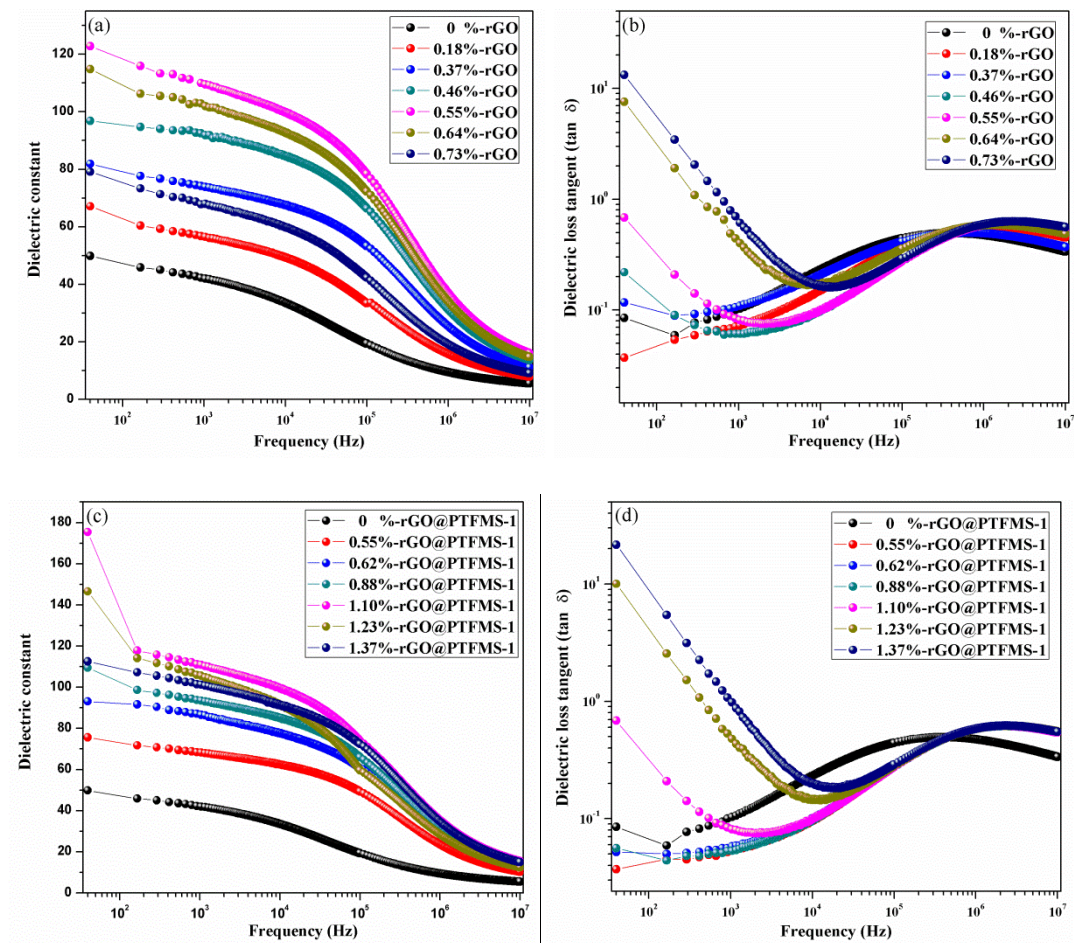 (a)
0 %-rGO
0.18%-rGO
0.37%-rGO
0.46%-rGO
0.55%-rGO
0.64%-rGO
0.73%-rGO
Dielectric constant
120
100
80
60
40
20
0
10² 10³ 10⁴ 10⁵ 10⁶ 10⁷
Frequency (Hz)
(b)
0 %-rGO
0.18%-rGO
0.37%-rGO
0.46%-rGO
0.55%-rGO
0.64%-rGO
0.73%-rGO
Dielectric loss tangent (tan δ)
10¹
10⁰
10⁻¹
10² 10³ 10⁴ 10⁵ 10⁶ 10⁷
Frequency (Hz)
(c)
0 %-rGO@PTFMS-1
0.55%-rGO@PTFMS-1
0.62%-rGO@PTFMS-1
0.88%-rGO@PTFMS-1
1.10%-rGO@PTFMS-1
1.23%-rGO@PTFMS-1
1.37%-rGO@PTFMS-1
Dielectric constant
180
160
140
120
100
80
60
40
20
0
10² 10³ 10⁴ 10⁵ 10⁶ 10⁷
Frequency (Hz)
(d)
0 %-rGO@PTFMS-1
0.55%-rGO@PTFMS-1
0.62%-rGO@PTFMS-1
0.88%-rGO@PTFMS-1
1.10%-rGO@PTFMS-1
1.23%-rGO@PTFMS-1
1.37%-rGO@PTFMS-1
Dielectric loss tangent (tan δ)
10¹
10⁰
10⁻¹
10² 10³ 10⁴ 10⁵ 10⁶ 10⁷
Frequency (Hz)